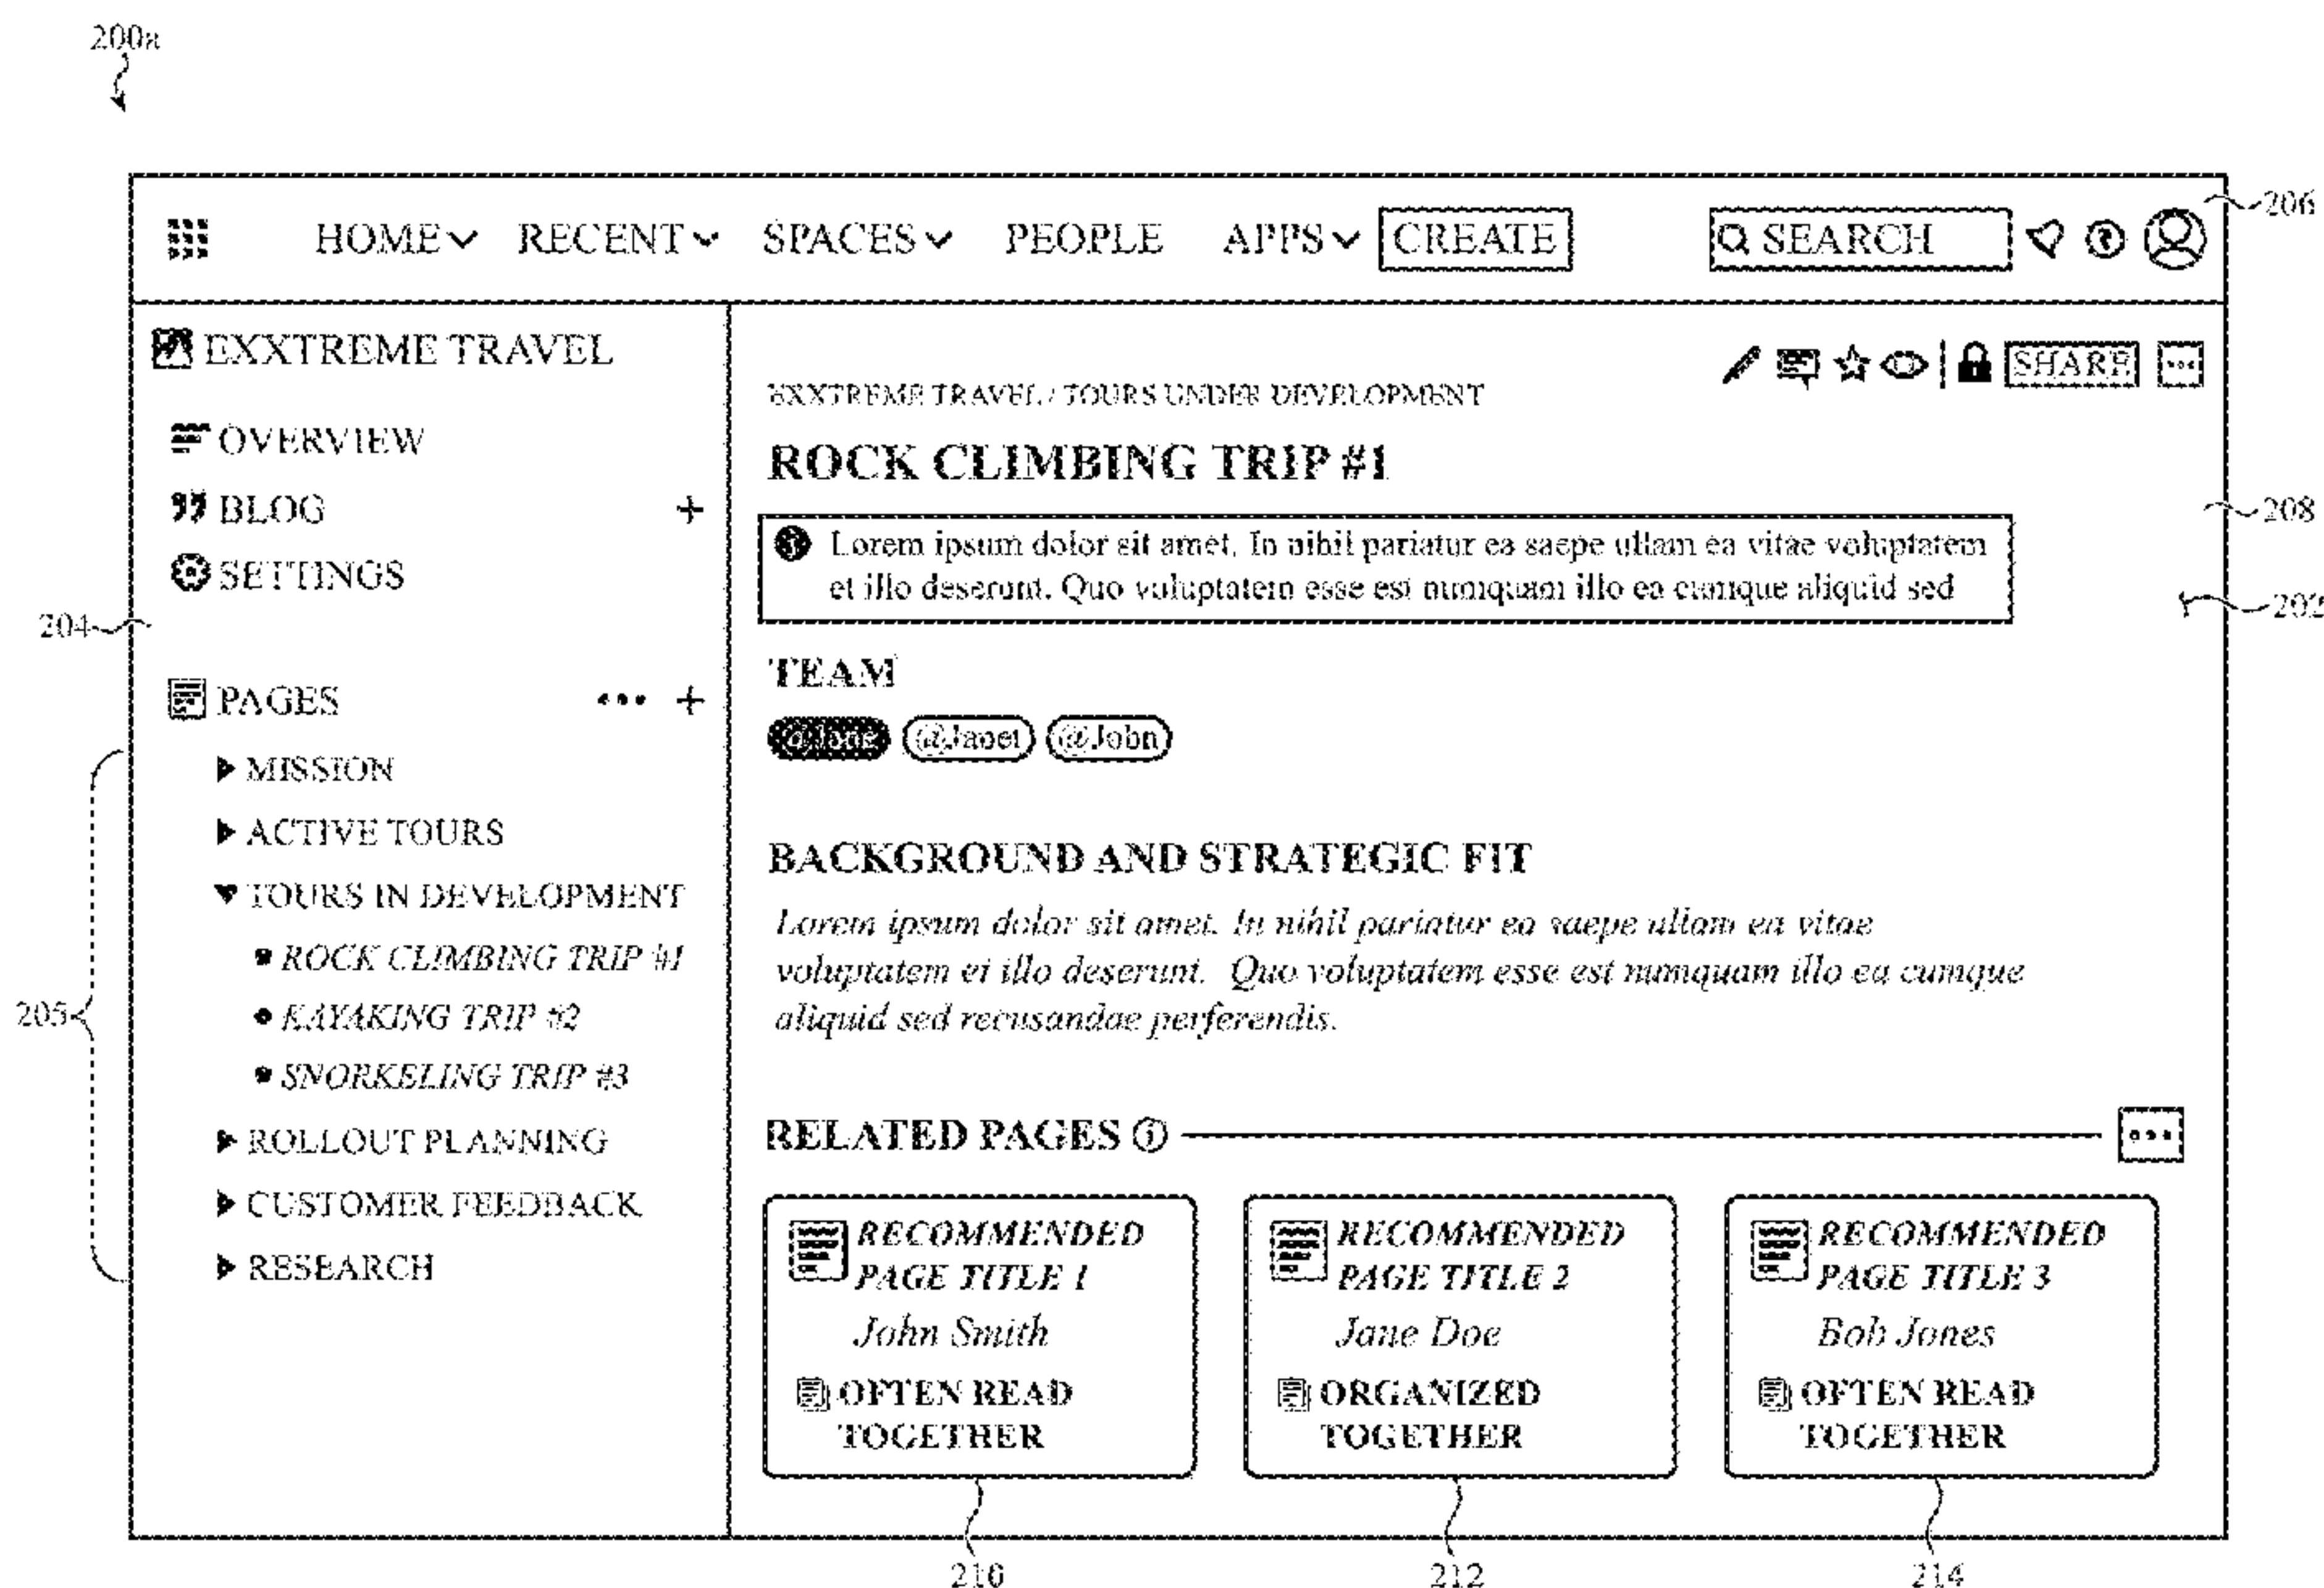 200a
206
HOME RECENT SPACES PEOPLE APPS CREATE SEARCH
EXXTREME TRAVEL
OVERVIEW
BLOG +
SETTINGS
204
PAGES ... +
205
MISSION
ACTIVE TOURS
TOURS IN DEVELOPMENT
• ROCK CLIMBING TRIP #1
• KAYAKING TRIP #2
• SNORKELING TRIP #3
ROLLOUT PLANNING
CUSTOMER FEEDBACK
RESEARCH
SHARE ...
EXXTREME TRAVEL / TOURS UNDER DEVELOPMENT
ROCK CLIMBING TRIP #1
208
Lorem ipsum dolor sit amet. In nihil pariatur ea saepe ullam ea vitae voluptatem
et illo deserunt. Quo voluptatem esse est numquam illo ea cumque aliquid sed
202
TEAM
@Jane @Janet @John
BACKGROUND AND STRATEGIC FIT
Lorem ipsum dolor sit amet. In nihil pariatur ea saepe ullam ea vitae
voluptatem et illo deserunt. Quo voluptatem esse est numquam illo ea cumque
aliquid sed recusandae perferendis.
RELATED PAGES i ...
RECOMMENDED
PAGE TITLE 1
John Smith
OFTEN READ
TOGETHER
210
RECOMMENDED
PAGE TITLE 2
Jane Doe
ORGANIZED
TOGETHER
212
RECOMMENDED
PAGE TITLE 3
Bob Jones
OFTEN READ
TOGETHER
214